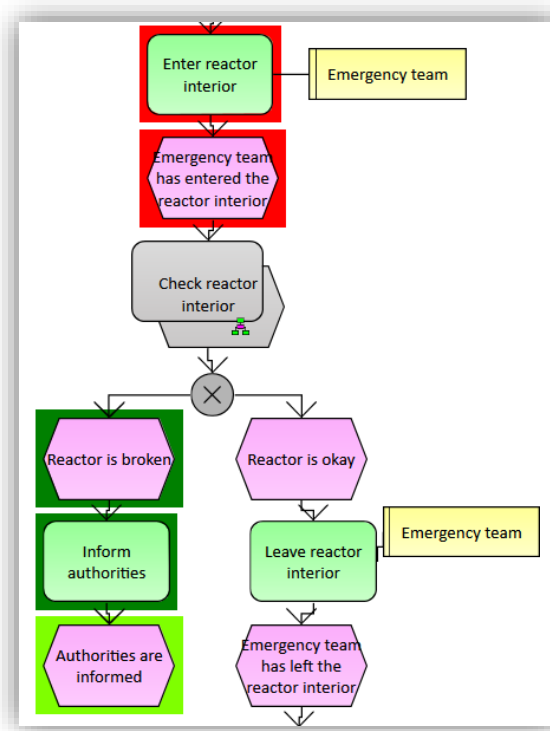 Enter reactor
interior
Emergency team
Emergency team
has entered the
reactor interior
Check reactor
interior
Reactor is broken
Reactor is okay
Inform
authorities
Leave reactor
interior
Emergency team
Authorities are
informed
Emergency team
has left the
reactor interior